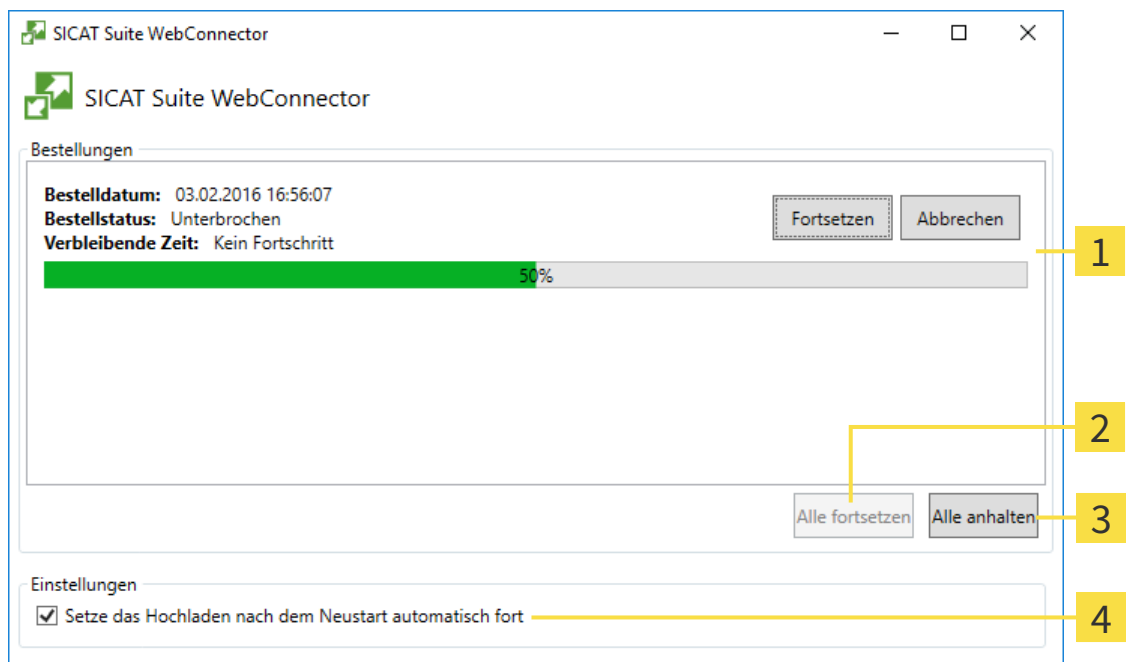 SICAT Suite WebConnector
SICAT Suite WebConnector
Bestellungen
Bestelldatum: 03.02.2016 16:56:07
Bestellstatus: Unterbrochen
Verbleibende Zeit: Kein Fortschritt
Fortsetzen Abbrechen
1
50%
2
Alle fortsetzen Alle anhalten
3
Einstellungen
Setze das Hochladen nach dem Neustart automatisch fort
4